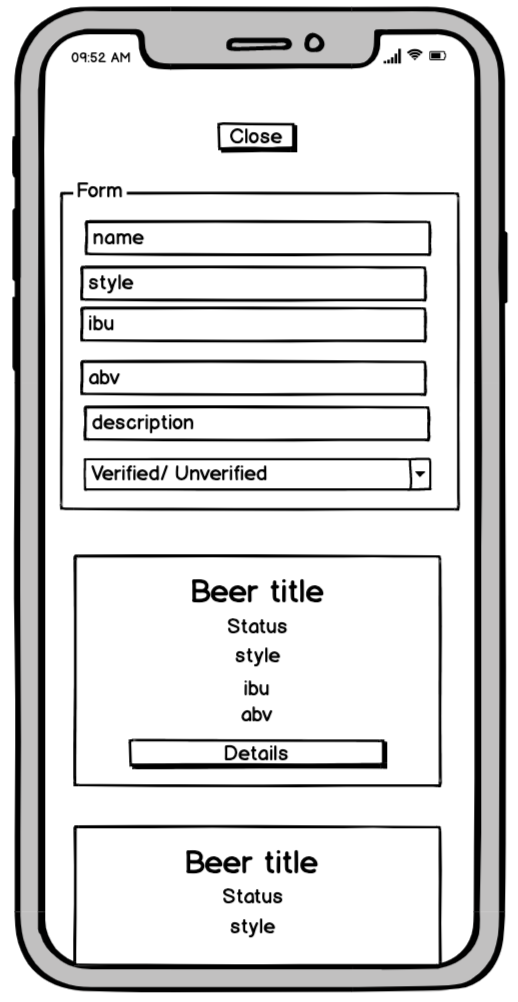 09:52 AM
Close
Form
name
style
ibu
abv
description
Verified/ Unverified
Beer title
Status
style
ibu
abv
Details
Beer title
Status
style